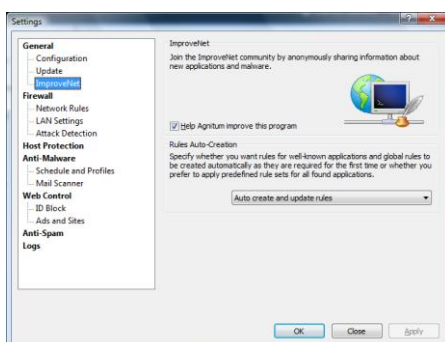 Settings
General
Configuration
Update
ImproveNet
Firewall
Network Rules
LAN Settings
Attack Detection
Host Protection
Anti-Malware
Schedule and Profiles
Mail Scanner
Web Control
ID Block
Ads and Sites
Anti-Spam
Logs
ImproveNet
Join the ImproveNet community by anonymously sharing information about
new applications and malware.
Help Agnitum improve this program
Rules Auto-Creation
Specify whether you want rules for well-known applications and global rules to
be created automatically as they are required for the first time or whether you
prefer to apply predefined rule sets for all found applications.
Auto create and update rules
OK
Close
Apply